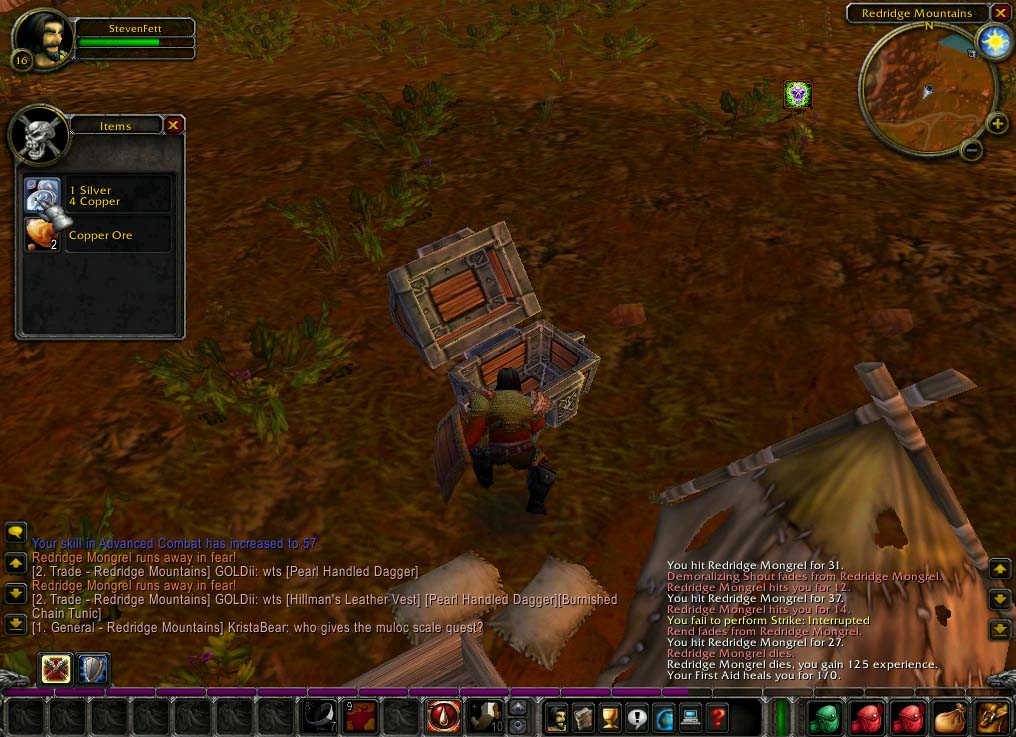 StevenFett
16
Redridge Mountains
N
Items
1 Silver
4 Copper
2
Copper Ore
Your skill in Advanced Combat has increased to 57
Redridge Mongrel runs away in fear!
[2. Trade - Redridge Mountains] GOLDii: wts [Pearl Handled Dagger]
Redridge Mongrel runs away in fear!
[2. Trade - Redridge Mountains] GOLDii: wts [Hillman's Leather Vest] [Pearl Handled Dagger][Burnished
Chain Tunic]
[1. General - Redridge Mountains] KristaBear: who gives the muloc scale quest?
You hit Redridge Mongrel for 31.
Demoralizing Shout fades from Redridge Mongrel.
Redridge Mongrel hits you for 12.
You hit Redridge Mongrel for 37.
Redridge Mongrel hits you for 14.
You fail to perform Strike: Interrupted
Rend fades from Redridge Mongrel.
You hit Redridge Mongrel for 27.
Redridge Mongrel dies.
Redridge Mongrel dies, you gain 125 experience.
Your First Aid heals you for 170.
8
7
9
10